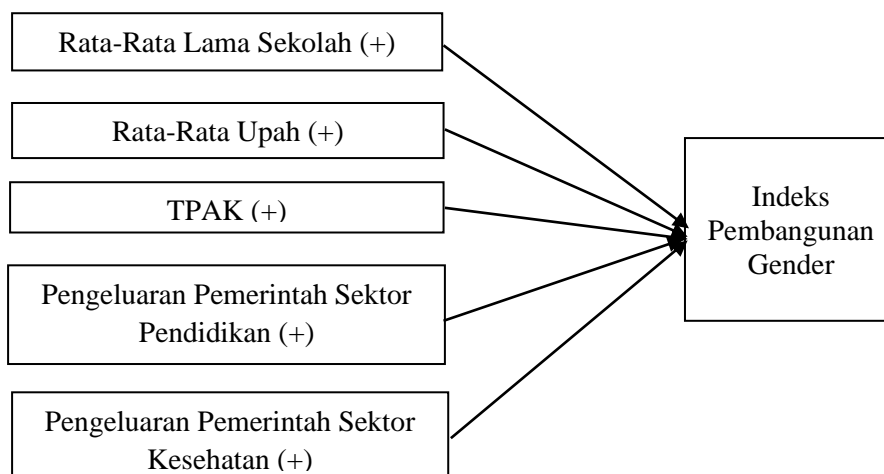 Rata-Rata Lama Sekolah (+)
Rata-Rata Upah (+)
TPAK (+)
Pengeluaran Pemerintah Sektor
Pendidikan (+)
Pengeluaran Pemerintah Sektor
Kesehatan (+)
Indeks
Pembangunan
Gender